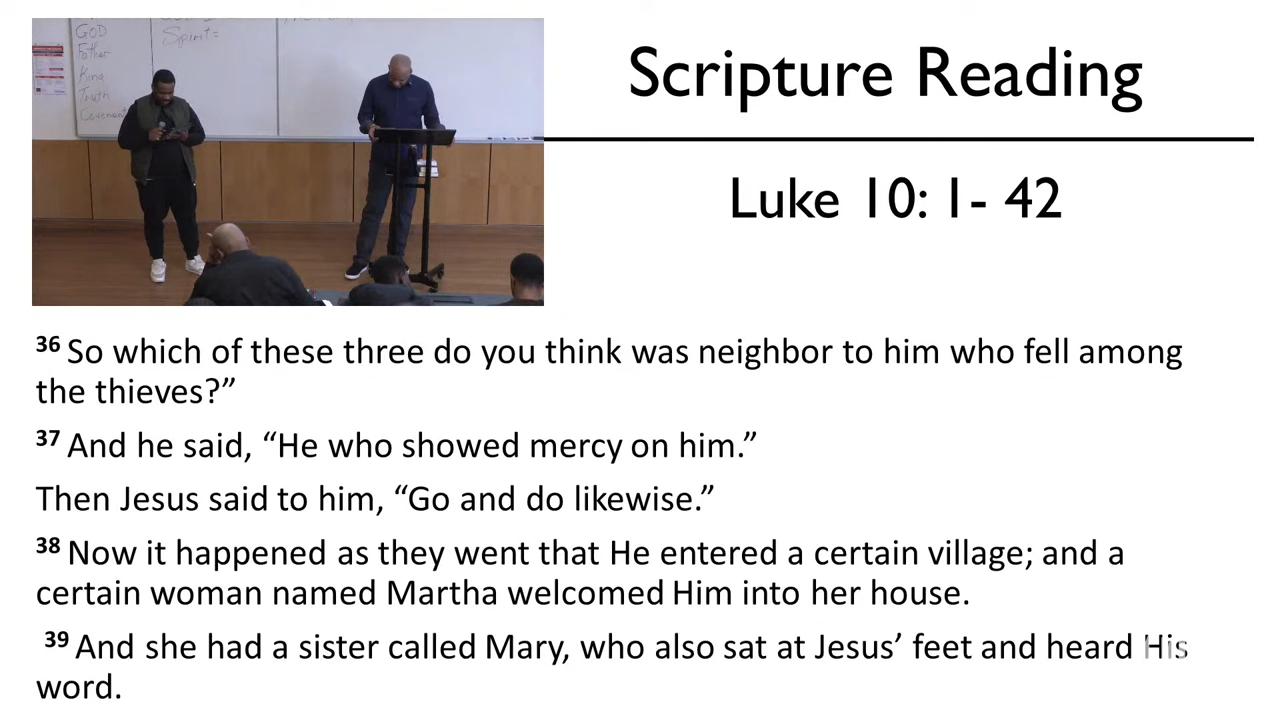 GOD
Father
King
Truth
Covenant
Spirit=
Scripture Reading
Luke 10: 1- 42
36 So which of these three do you think was neighbor to him who fell among
the thieves?”
37 And he said, “He who showed mercy on him.”
Then Jesus said to him, “Go and do likewise.”
38 Now it happened as they went that He entered a certain village; and a
certain woman named Martha welcomed Him into her house.
39 And she had a sister called Mary, who also sat at Jesus’ feet and heard His
word.